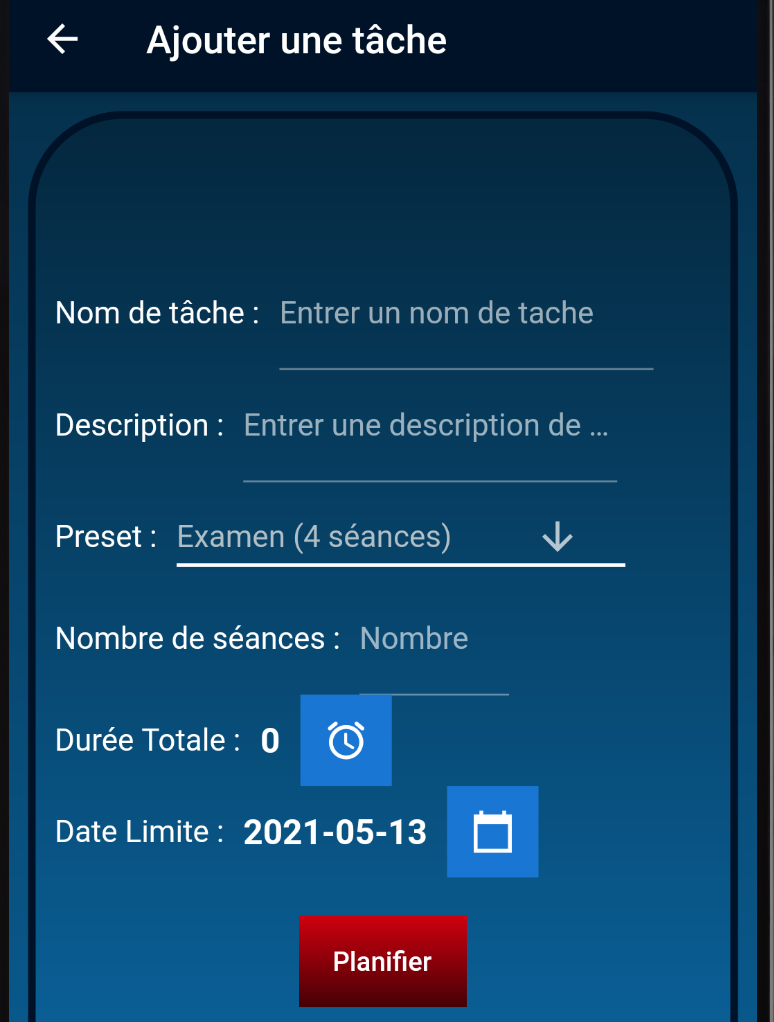 Ajouter une tâche
Nom de tâche : Entrer un nom de tache
Description : Entrer une description de ...
Preset : Examen (4 séances)
Nombre de séances : Nombre
Durée Totale : 0
Date Limite : 2021-05-13
Planifier